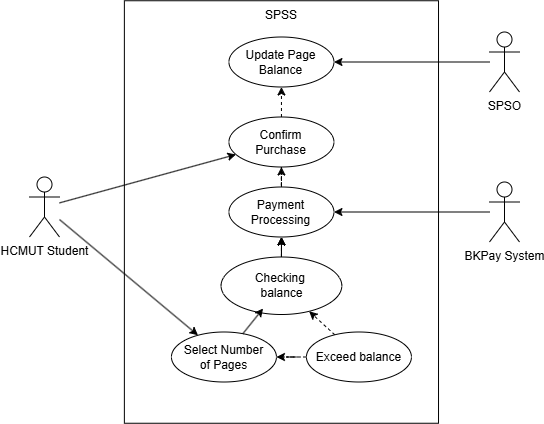 SPSS
Update Page
Balance
SPSO
Confirm
Purchase
HCMUT Student
Payment
Processing
BKPay System
Checking
balance
Select Number
of Pages
Exceed balance